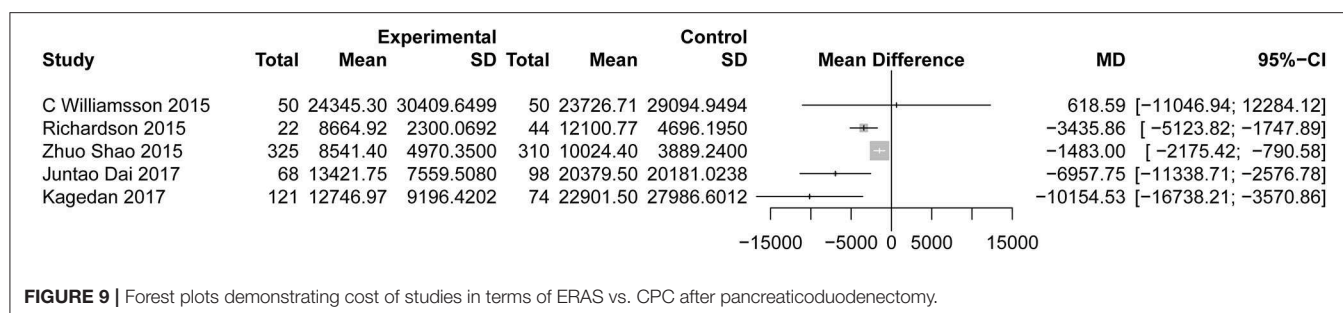 Experimental Control
Study Total Mean SD Total Mean SD Mean Difference MD 95%−CI
C Williamsson 2015 50 24345.30 30409.6499 50 23726.71 29094.9494 618.59 [−11046.94; 12284.12]
Richardson 2015 22 8664.92 2300.0692 44 12100.77 4696.1950 −3435.86 [ −5123.82; −1747.89]
Zhuo Shao 2015 325 8541.40 4970.3500 310 10024.40 3889.2400 −1483.00 [ −2175.42; −790.58]
Juntao Dai 2017 68 13421.75 7559.5080 98 20379.50 20181.0238 −6957.75 [−11338.71; −2576.78]
Kagedan 2017 121 12746.97 9196.4202 74 22901.50 27986.6012 −10154.53 [−16738.21; −3570.86]
−15000 −5000 0 5000 15000
FIGURE 9 | Forest plots demonstrating cost of studies in terms of ERAS vs. CPC after pancreaticoduodenectomy.